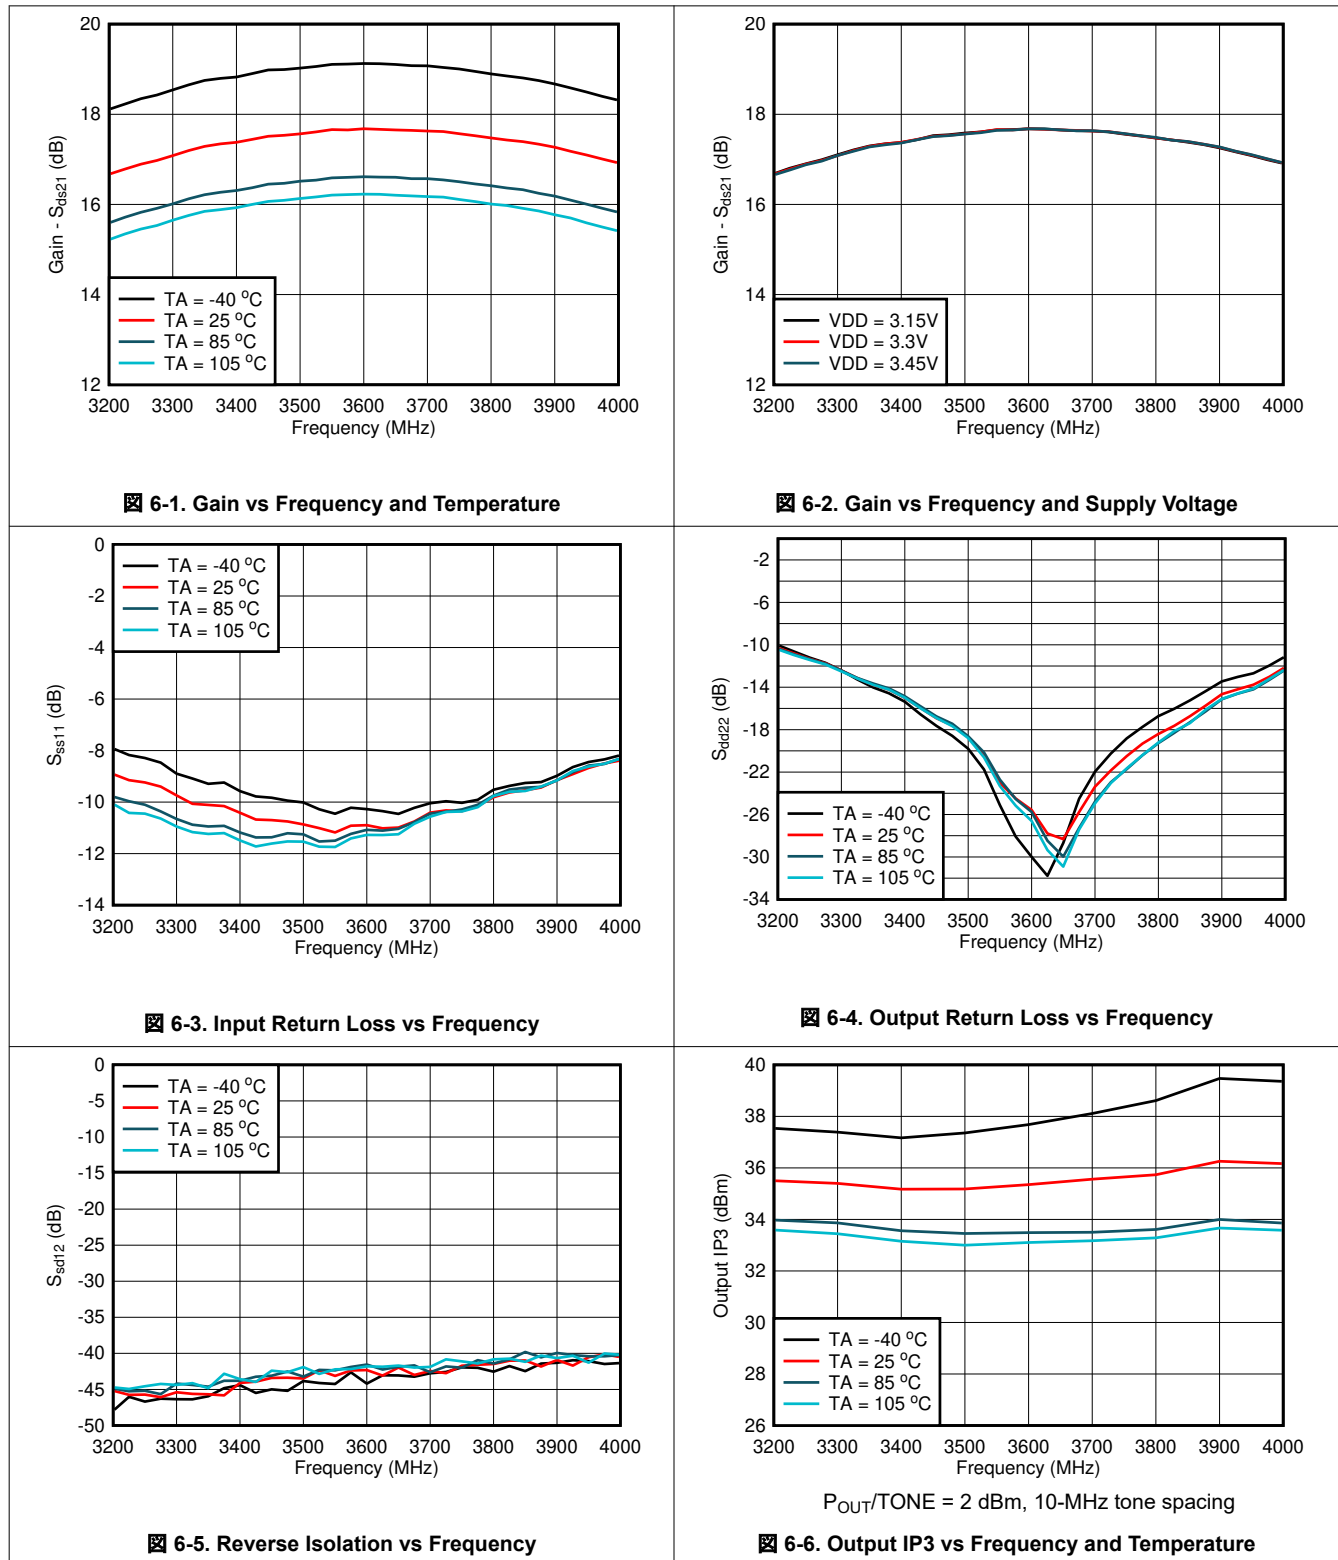 20
18
16
14
12
Gain - Sds21 (dB)
TA = -40 °C
TA = 25 °C
TA = 85 °C
TA = 105 °C
3200 3300 3400 3500 3600 3700 3800 3900 4000
Frequency (MHz)
図 6-1. Gain vs Frequency and Temperature
20
18
16
14
12
Gain - Sds21 (dB)
VDD = 3.15V
VDD = 3.3V
VDD = 3.45V
3200 3300 3400 3500 3600 3700 3800 3900 4000
Frequency (MHz)
図 6-2. Gain vs Frequency and Supply Voltage
0
-2
-4
-6
-8
-10
-12
-14
Sss11 (dB)
TA = -40 °C
TA = 25 °C
TA = 85 °C
TA = 105 °C
3200 3300 3400 3500 3600 3700 3800 3900 4000
Frequency (MHz)
図 6-3. Input Return Loss vs Frequency
-2
-6
-10
-14
-18
-22
-26
-30
-34
Sdd22 (dB)
TA = -40 °C
TA = 25 °C
TA = 85 °C
TA = 105 °C
3200 3300 3400 3500 3600 3700 3800 3900 4000
Frequency (MHz)
図 6-4. Output Return Loss vs Frequency
0
-5
-10
-15
-20
-25
-30
-35
-40
-45
-50
Ssd12 (dB)
TA = -40 °C
TA = 25 °C
TA = 85 °C
TA = 105 °C
3200 3300 3400 3500 3600 3700 3800 3900 4000
Frequency (MHz)
図 6-5. Reverse Isolation vs Frequency
40
38
36
34
32
30
28
26
Output IP3 (dBm)
TA = -40 °C
TA = 25 °C
TA = 85 °C
TA = 105 °C
3200 3300 3400 3500 3600 3700 3800 3900 4000
Frequency (MHz)
POUT/TONE = 2 dBm, 10-MHz tone spacing
図 6-6. Output IP3 vs Frequency and Temperature